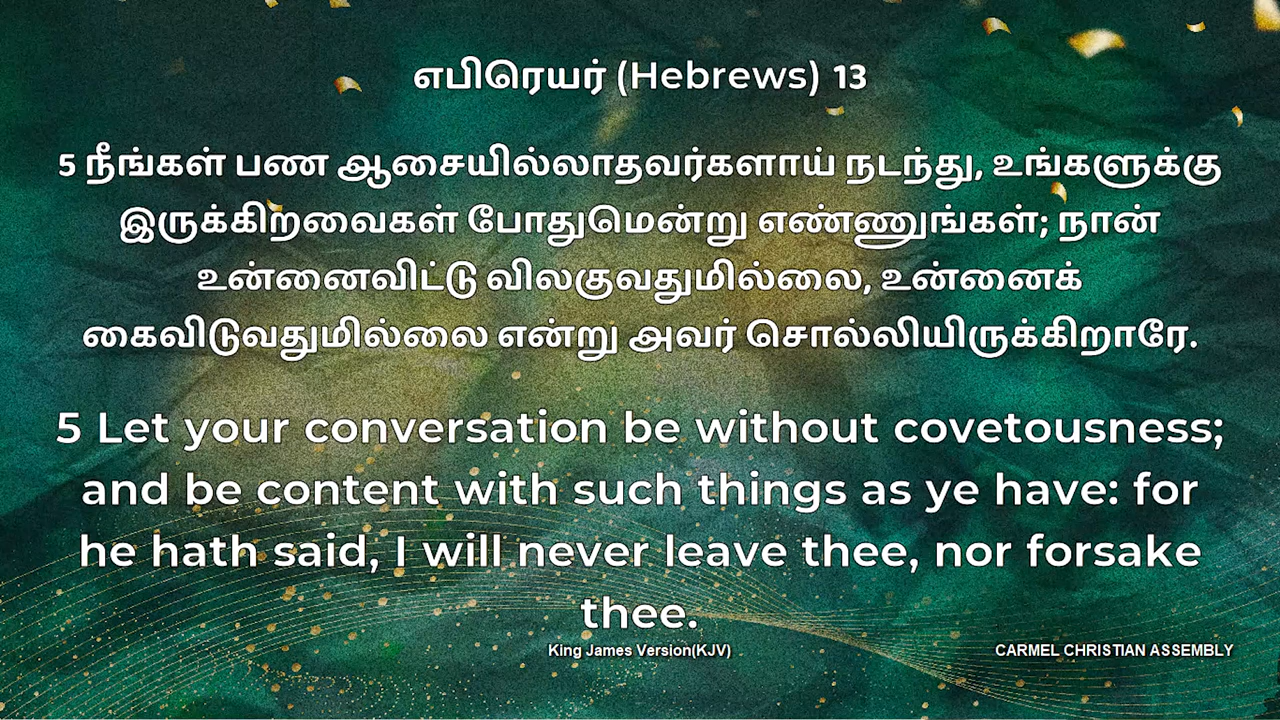 எபிரெயர் (Hebrews) 13
5 நீங்கள் பண ஆசையில்லாதவர்களாய் நடந்து, உங்களுக்கு
இருக்கிறவைகள் போதுமென்று எண்ணுங்கள்; நான்
உன்னைவிட்டு விலகுவதுமில்லை, உன்னைக்
கைவிடுவதுமில்லை என்று அவர் சொல்லியிருக்கிறாரே.
5 Let your conversation be without covetousness;
and be content with such things as ye have: for
he hath said, I will never leave thee, nor forsake
thee.
King James Version(KJV)
CARMEL CHRISTIAN ASSEMBLY